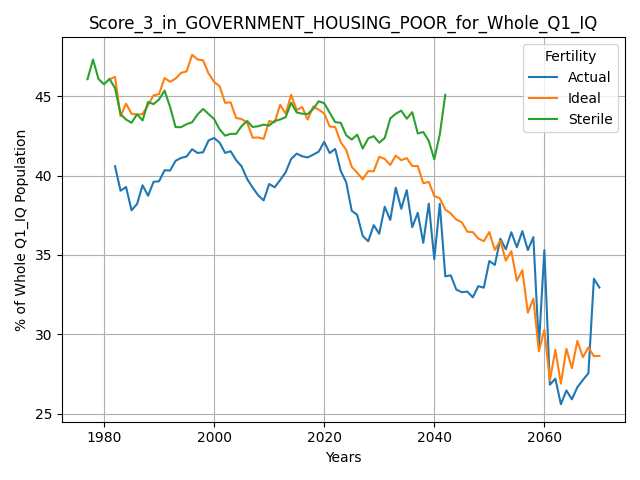 Score_3_in_GOVERNMENT_HOUSING_POOR_for_Whole_Q1_IQ
% of Whole Q1_IQ Population
45
40
35
30
25
Fertility
Actual
Ideal
Sterile
1980
2000
2020
2040
2060
Years